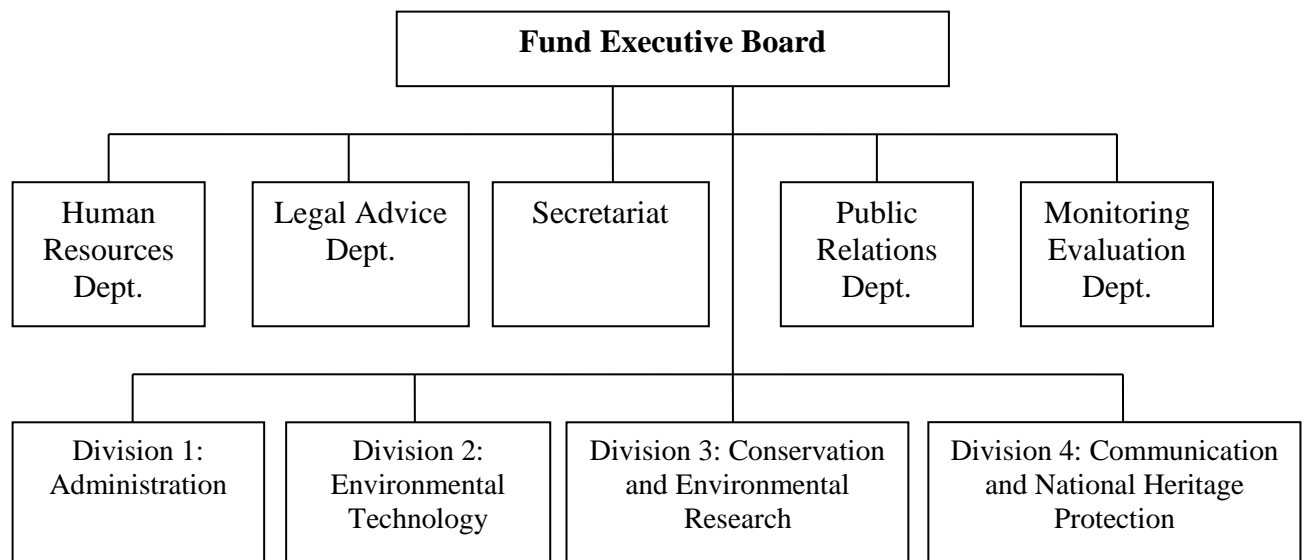 Fund Executive Board
Human
Resources
Dept.
Legal Advice
Dept.
Secretariat
Public
Relations
Dept.
Monitoring
Evaluation
Dept.
Division 1:
Administration
Division 2:
Environmental
Technology
Division 3: Conservation
and Environmental
Research
Division 4: Communication
and National Heritage
Protection